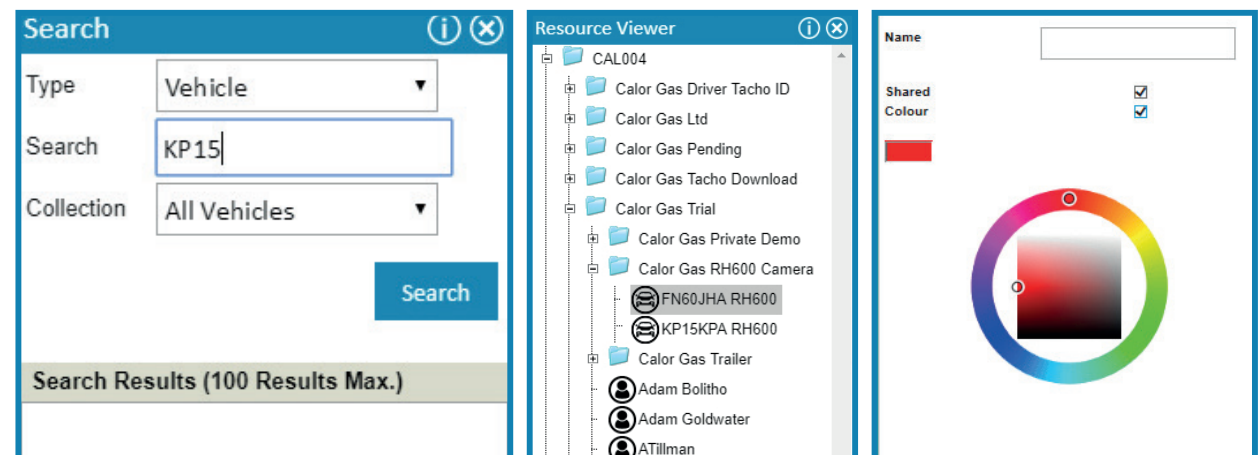 Search
Type Vehicle
Search KP15
Collection All Vehicles
Search
Search Results (100 Results Max.)
Resource Viewer
CAL004
Calor Gas Driver Tacho ID
Calor Gas Ltd
Calor Gas Pending
Calor Gas Tacho Download
Calor Gas Trial
Calor Gas Private Demo
Calor Gas RH600 Camera
FN60JHA RH600
KP15KPA RH600
Calor Gas Trailer
Adam Bolitho
Adam Goldwater
ATillman
Name
Shared
Colour